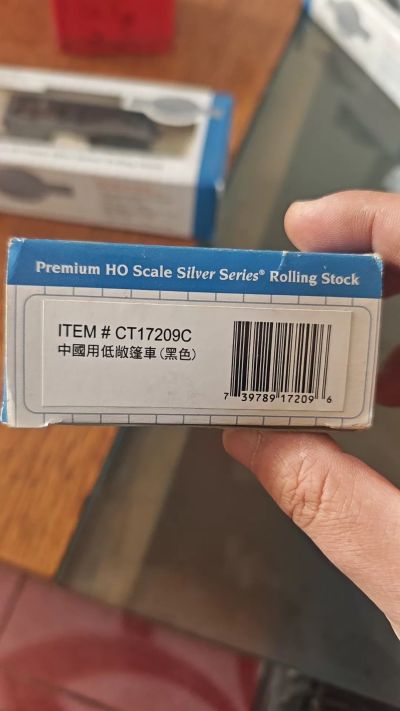 Premium HO Scale Silver Series® Rolling Stock
ITEM # CT17209C
中國用低敞篷車(黑色)
7 39789 17209 6